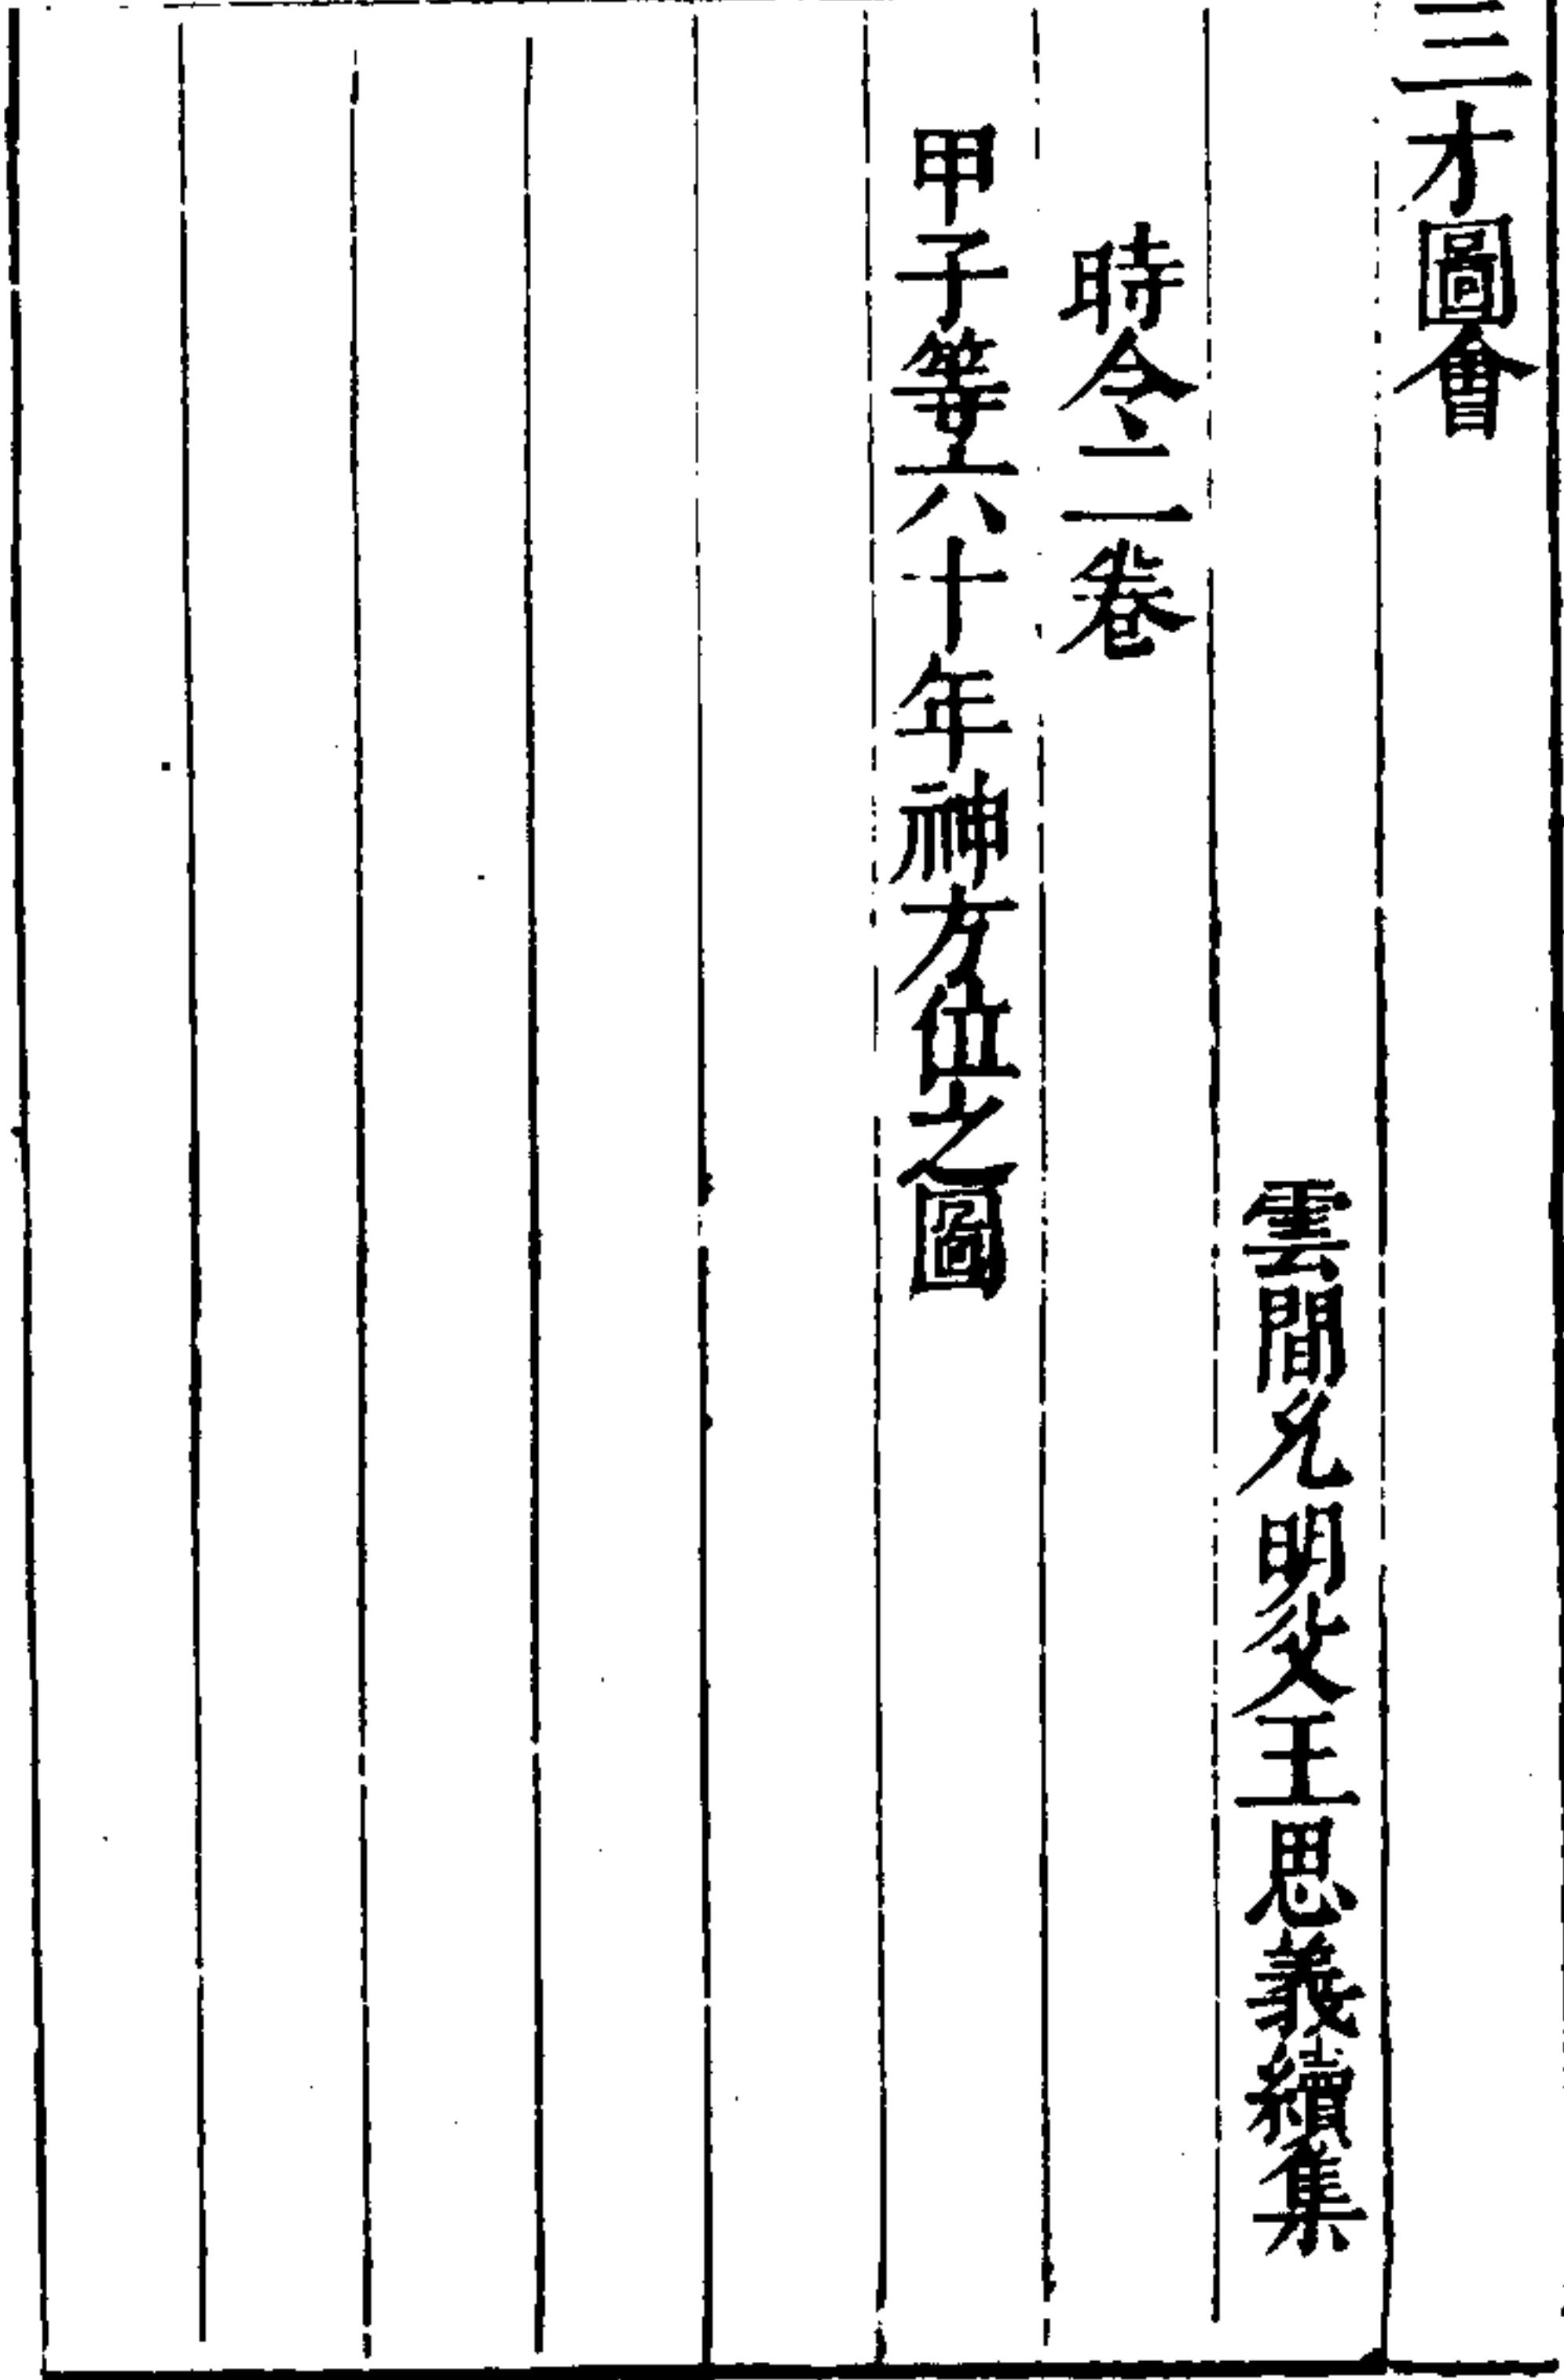 三才圖會
雲間允明父王思義續集
時令二卷
甲子等六十年神方位之圖